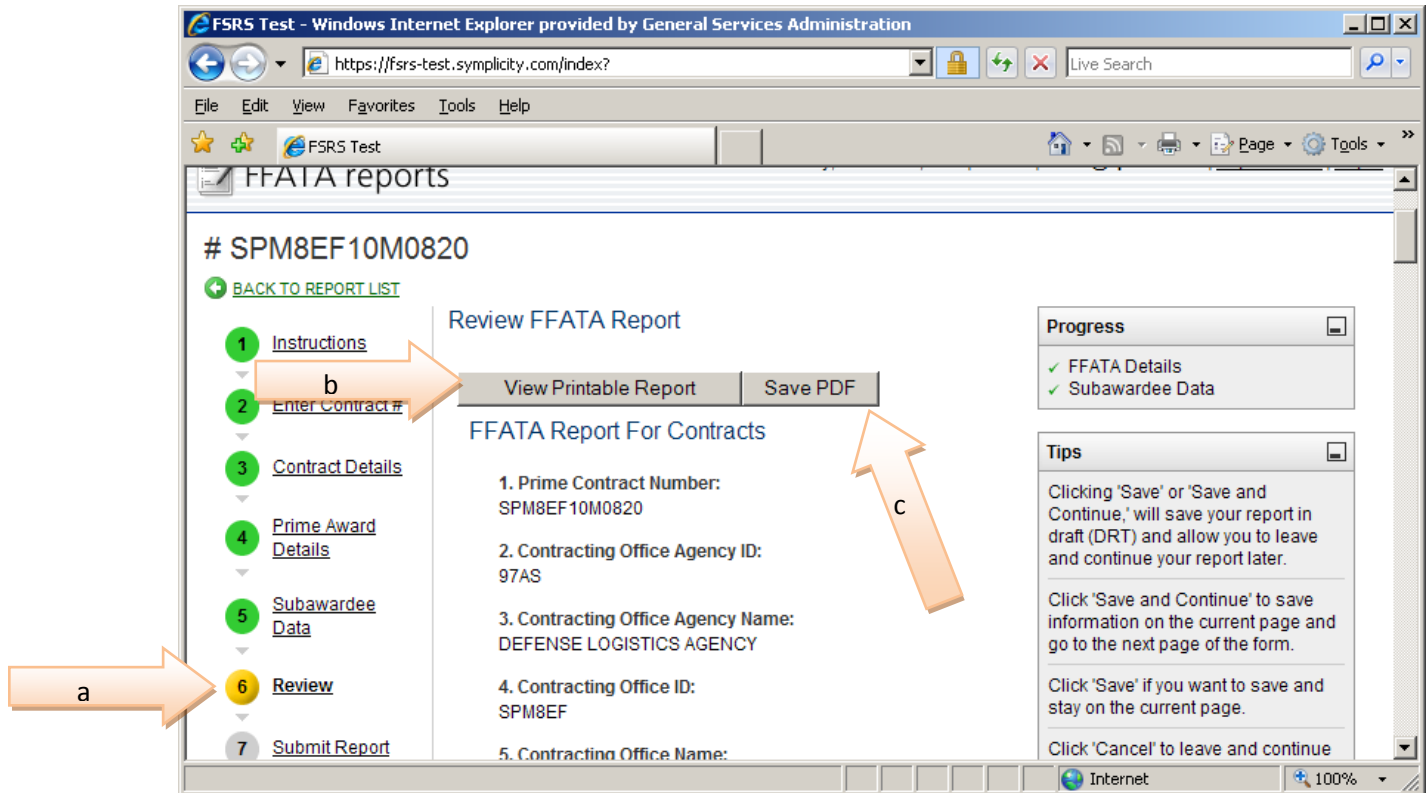 FSRS Test - Windows Internet Explorer provided by General Services Administration
https://fsrs-test.symplicity.com/index?
Live Search
File Edit View Favorites Tools Help
FSRS Test
Page Tools »
FFATA reports
# SPM8EF10M0820
BACK TO REPORT LIST
1 Instructions
2 Enter Contract #
3 Contract Details
4 Prime Award
Details
5 Subawardee
Data
6 Review
7 Submit Report
a
b
c
Review FFATA Report
View Printable Report Save PDF
FFATA Report For Contracts
1. Prime Contract Number:
SPM8EF10M0820
2. Contracting Office Agency ID:
97AS
3. Contracting Office Agency Name:
DEFENSE LOGISTICS AGENCY
4. Contracting Office ID:
SPM8EF
5. Contracting Office Name:
Progress
✓ FFATA Details
✓ Subawardee Data
Tips
Clicking 'Save' or 'Save and
Continue,' will save your report in
draft (DRT) and allow you to leave
and continue your report later.
Click 'Save and Continue' to save
information on the current page and
go to the next page of the form.
Click 'Save' if you want to save and
stay on the current page.
Click 'Cancel' to leave and continue
Internet 100%